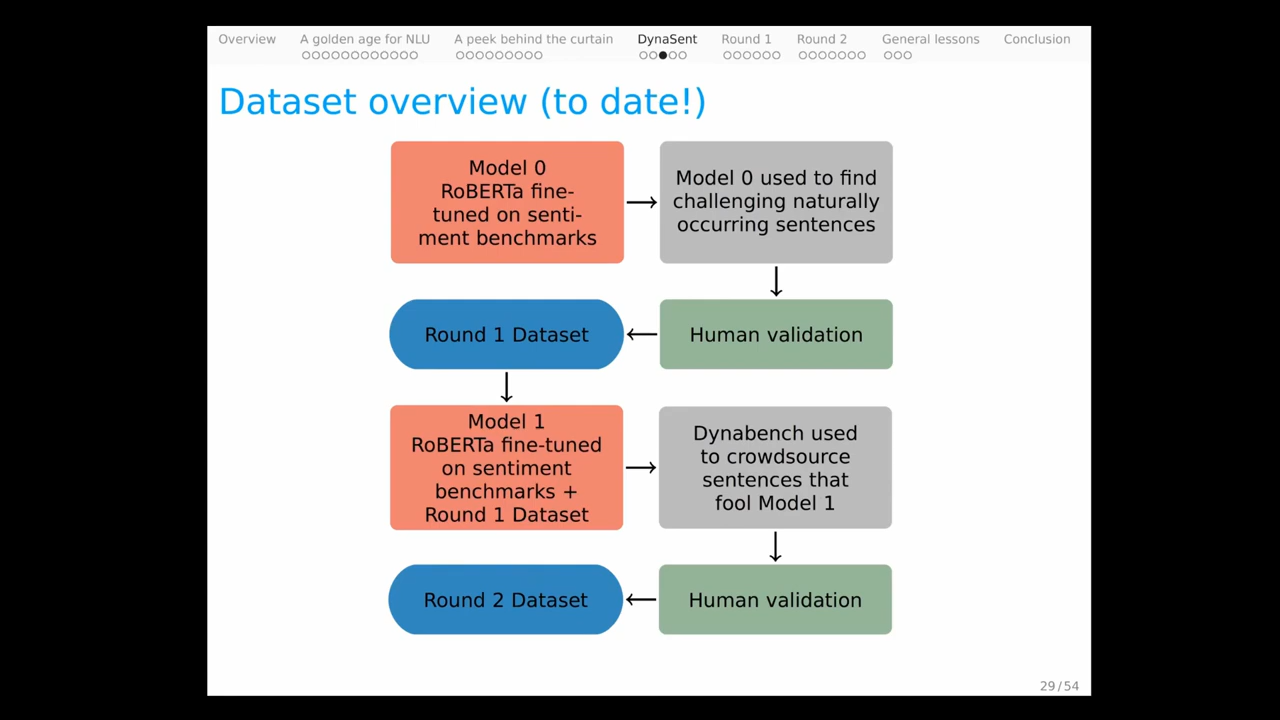 Overview A golden age for NLU A peek behind the curtain DynaSent Round 1 Round 2 General lessons Conclusion
Dataset overview (to date!)
Model 0
RoBERTa fine-
tuned on senti-
ment benchmarks
Model 0 used to find
challenging naturally
occurring sentences
Round 1 Dataset
Human validation
Model 1
RoBERTa fine-tuned
on sentiment
benchmarks +
Round 1 Dataset
Dynabench used
to crowdsource
sentences that
fool Model 1
Round 2 Dataset
Human validation
29/54